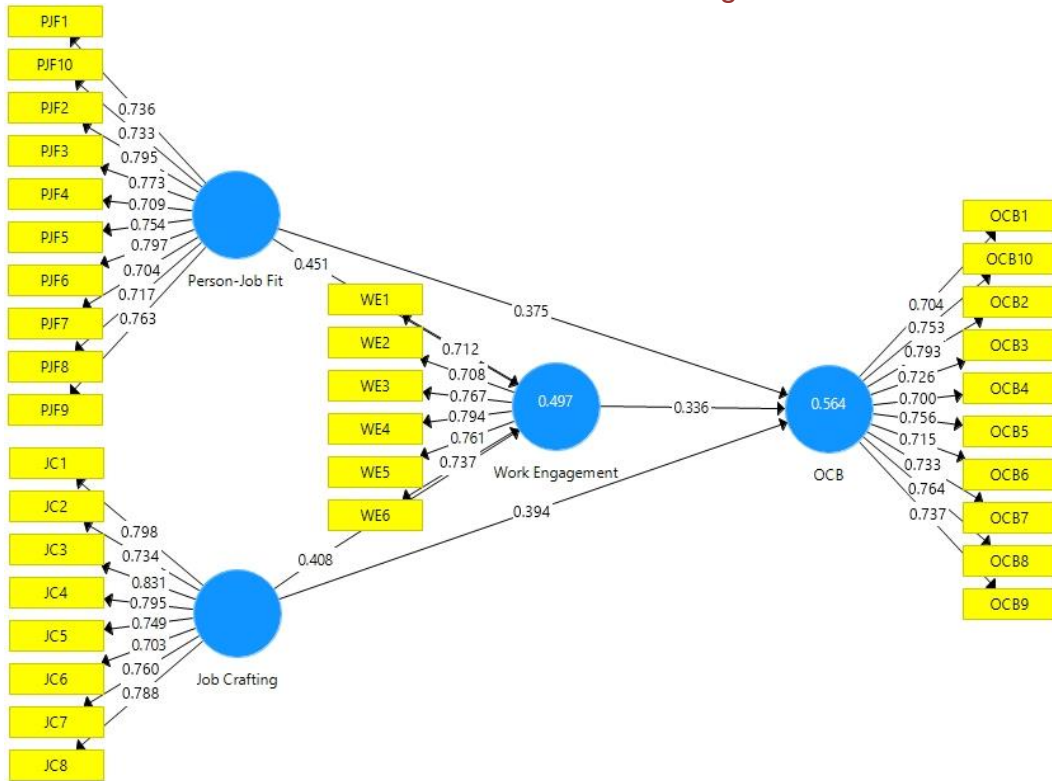 g
PJF1
PJF10
PJF2
PJF3
PJF4
PJF5
PJF6
PJF7
PJF8
PJF9
0.736
0.733
0.795
0.773
0.709
0.754
0.797
0.704
0.717
0.763
Person-Job Fit
0.451
0.375
WE1
WE2
WE3
WE4
WE5
WE6
0.712
0.708
0.767
0.794
0.761
0.737
0.497
Work Engagement
0.336
0.564
OCB
OCB1
OCB10
OCB2
OCB3
OCB4
OCB5
OCB6
OCB7
OCB8
OCB9
0.704
0.753
0.793
0.726
0.700
0.756
0.715
0.733
0.764
0.737
JC1
JC2
JC3
JC4
JC5
JC6
JC7
JC8
0.798
0.734
0.831
0.795
0.749
0.703
0.760
0.788
Job Crafting
0.408
0.394